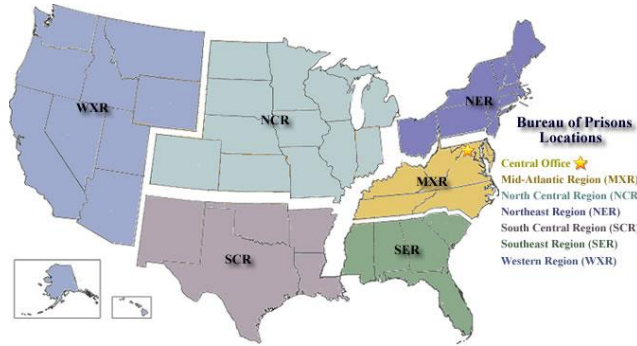 WXR
NCR
NER
MXR
SCR
SER
Bureau of Prisons
Locations
Central Office
Mid-Atlantic Region (MXR)
North Central Region (NCR
Northeast Region (NER)
South Central Region (SCR)
Southeast Region (SER)
Western Region (WXR)